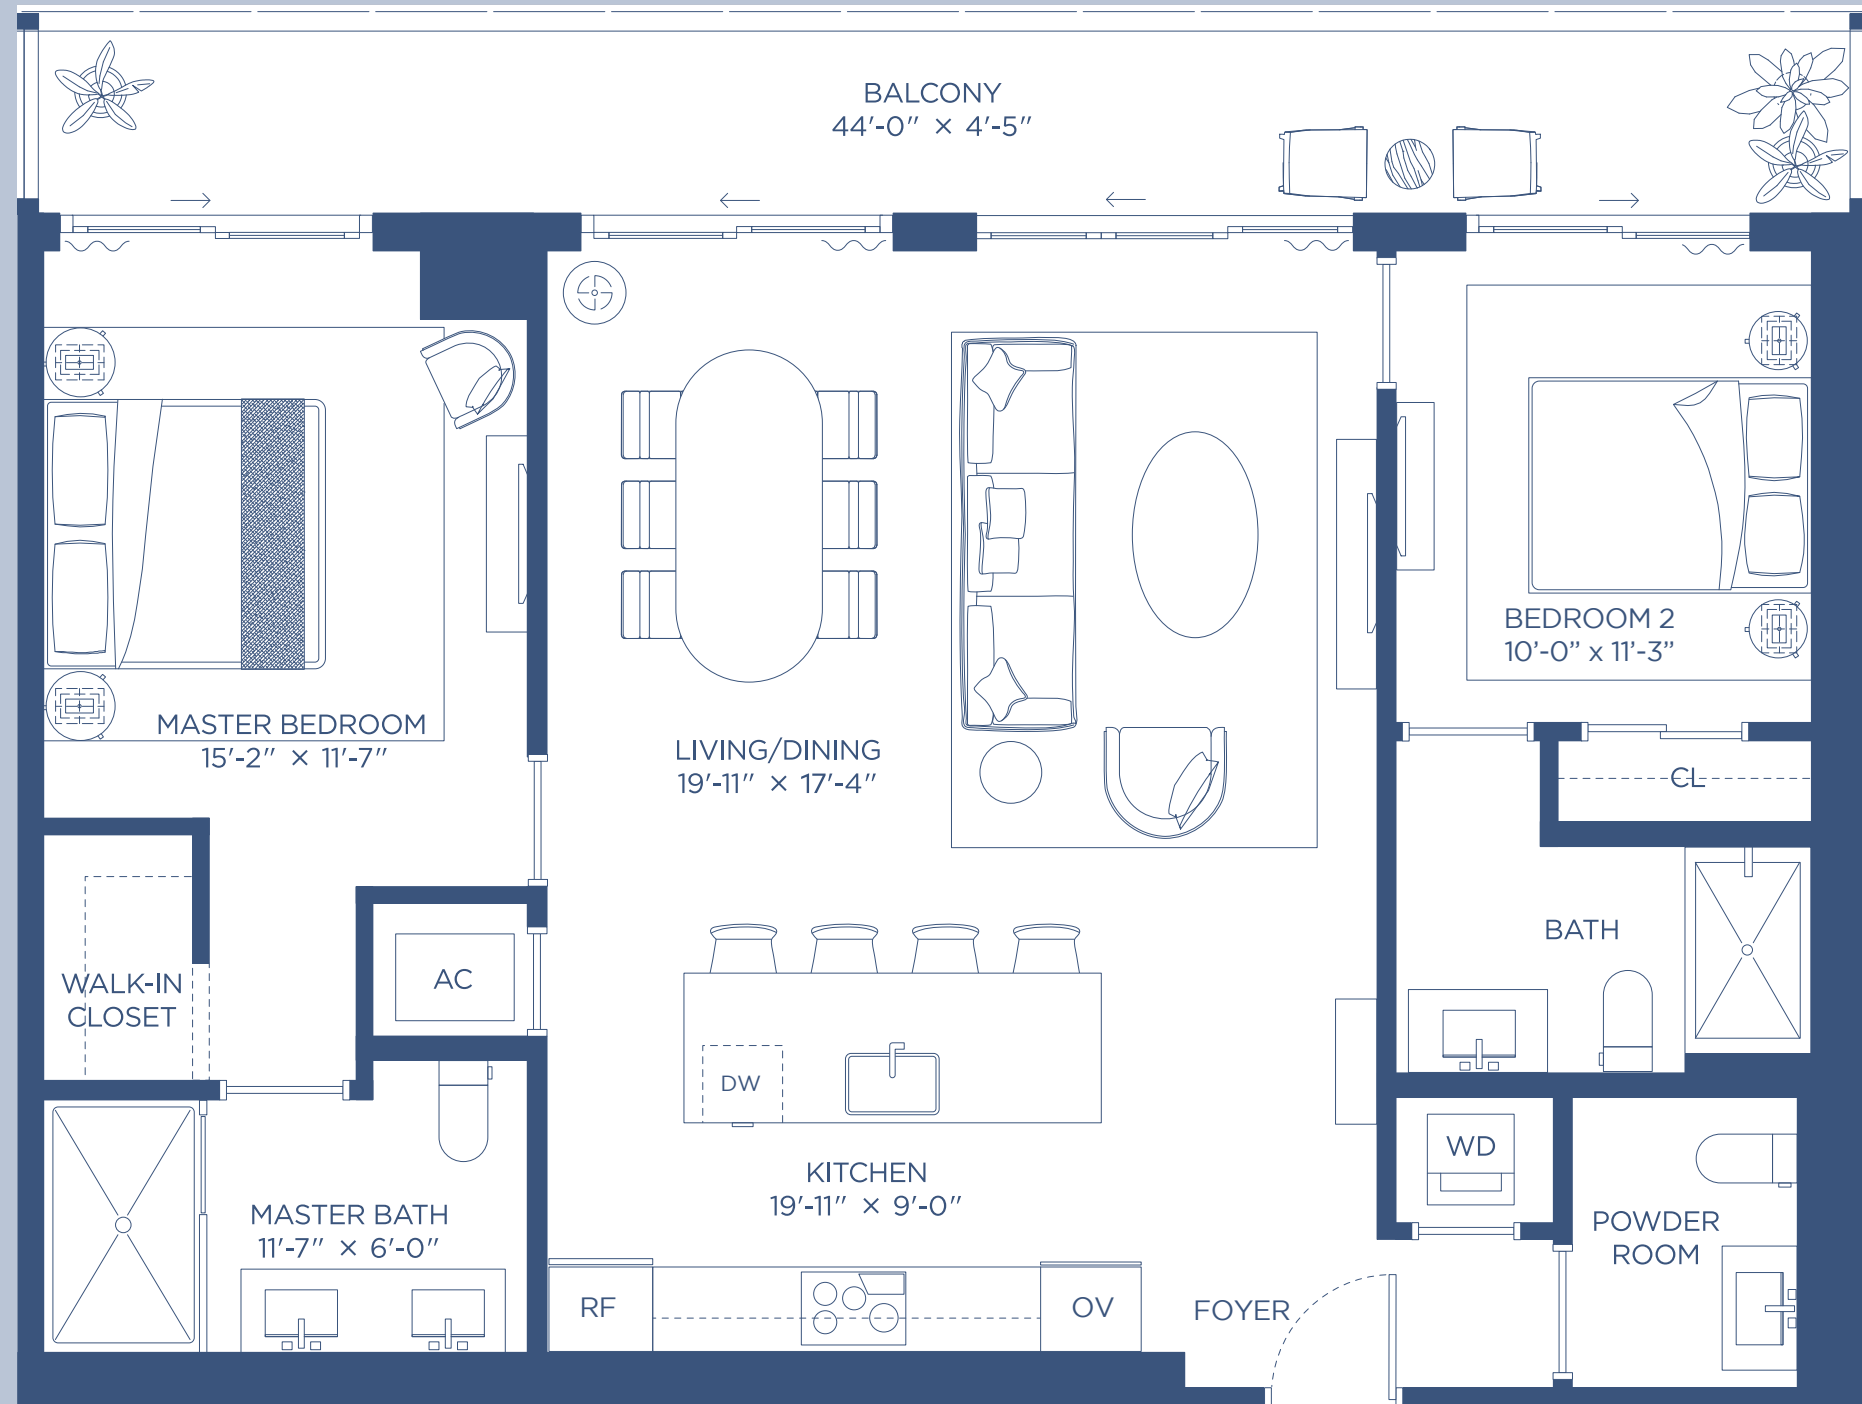 BALCONY
44'-0" × 4'-5"
BEDROOM 2
10'-0” x 11'-3”
MASTER BEDROOM
15'-2" × 11'-7"
LIVING/DINING
19'-11" × 17'-4"
CL
BATH
WALK-IN
CLOSET
AC
DW
WD
KITCHEN
19'-11" × 9'-0"
MASTER BATH
11'-7" × 6'-0"
POWDER
ROOM
RF
OV
FOYER